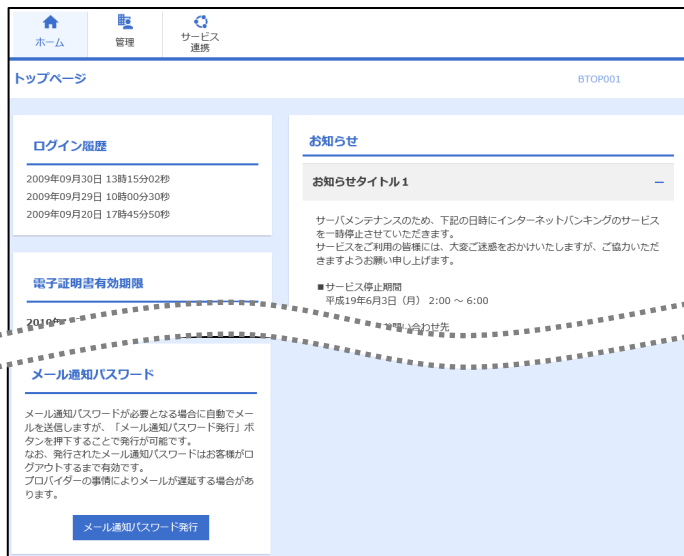 ホーム
管理
サービス
連携
トップページ
BTOP001
ログイン履歴
2009年09月30日 13時15分02秒
2009年09月29日 10時00分30秒
2009年09月20日 17時45分50秒
電子証明書有効期限
メール通知パスワード
メール通知パスワードが必要となる場合に自動でメー
ルを送信しますが、「メール通知パスワード発行」ボ
タンを押下することで発行が可能です。
なお、発行されたメール通知パスワードはお客様がロ
グアウトするまで有効です。
プロバイダーの事情によりメールが遅延する場合があ
ります。
メール通知パスワード発行
お知らせ
お知らせタイトル１
サーバメンテナンスのため、下記の日時にインターネットバンキングのサービス
を一時停止させていただきます。
サービスをご利用の皆様には、大変ご迷惑をおかけいたしますが、ご協力いただ
きますようお願い申し上げます。
■サービス停止期間
平成19年6月3日（月） 2:00 ～ 6:00
お問い合わせ先